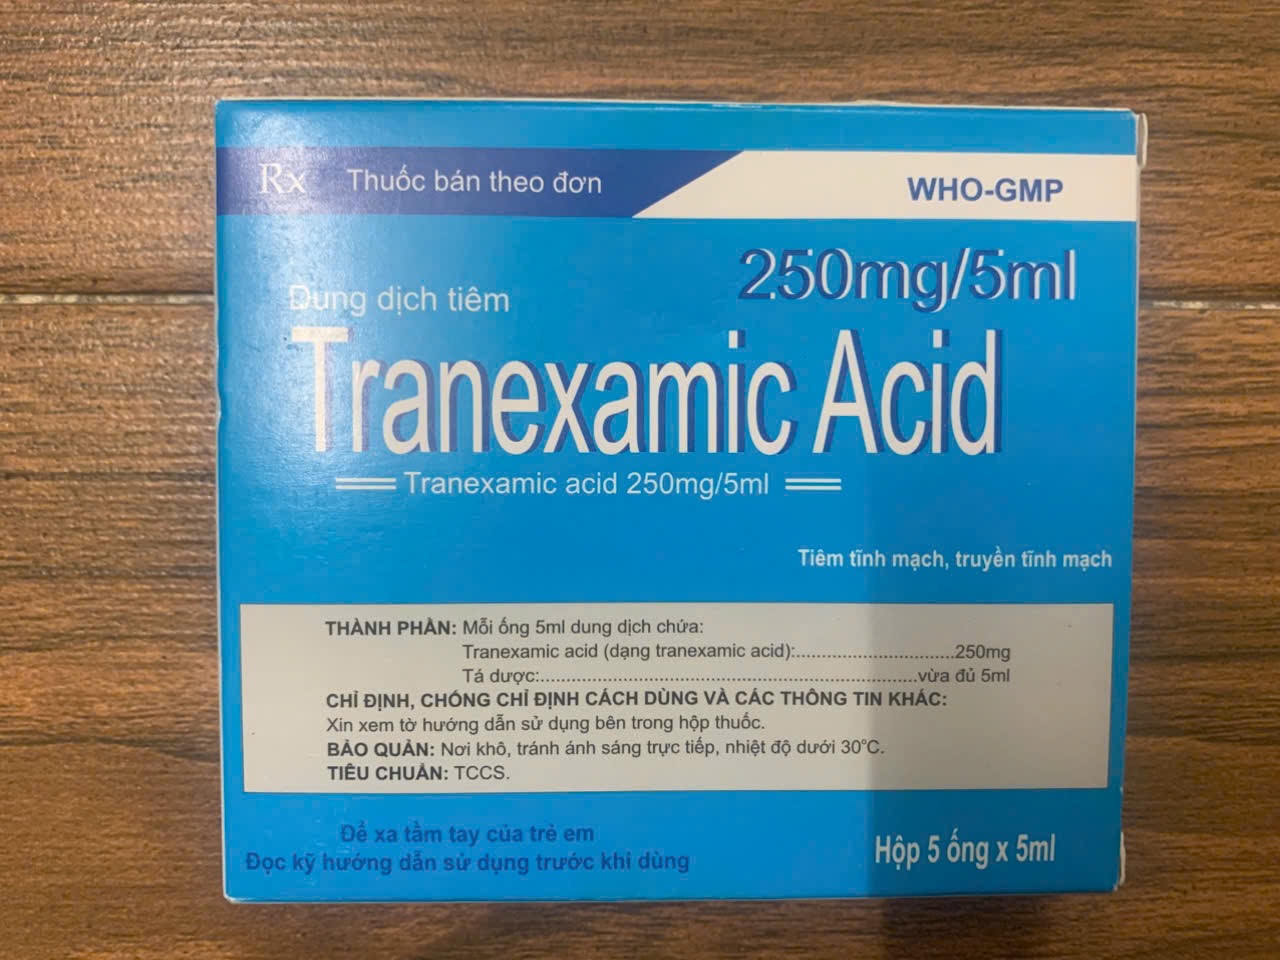 Rx Thuốc bán theo đơn
WHO-GMP
250mg/5ml
Dung dịch tiêm
Tranexamic Acid
Tranexamic acid 250mg/5ml
Tiêm tĩnh mạch, truyền tĩnh mạch
THÀNH PHẦN: Mỗi ống 5ml dung dịch chứa:
Tranexamic acid (dạng tranexamic acid):..............................250mg
Tá dược:...........................................................................vừa đủ 5ml
CHỈ ĐỊNH, CHỐNG CHỈ ĐỊNH CÁCH DÙNG VÀ CÁC THÔNG TIN KHÁC:
Xin xem tờ hướng dẫn sử dụng bên trong hộp thuốc.
BẢO QUẢN: Nơi khô, tránh ánh sáng trực tiếp, nhiệt độ dưới 30°C.
TIÊU CHUẨN: TCCS.
Để xa tầm tay của trẻ em
Đọc kỹ hướng dẫn sử dụng trước khi dùng
Hộp 5 ống x 5ml